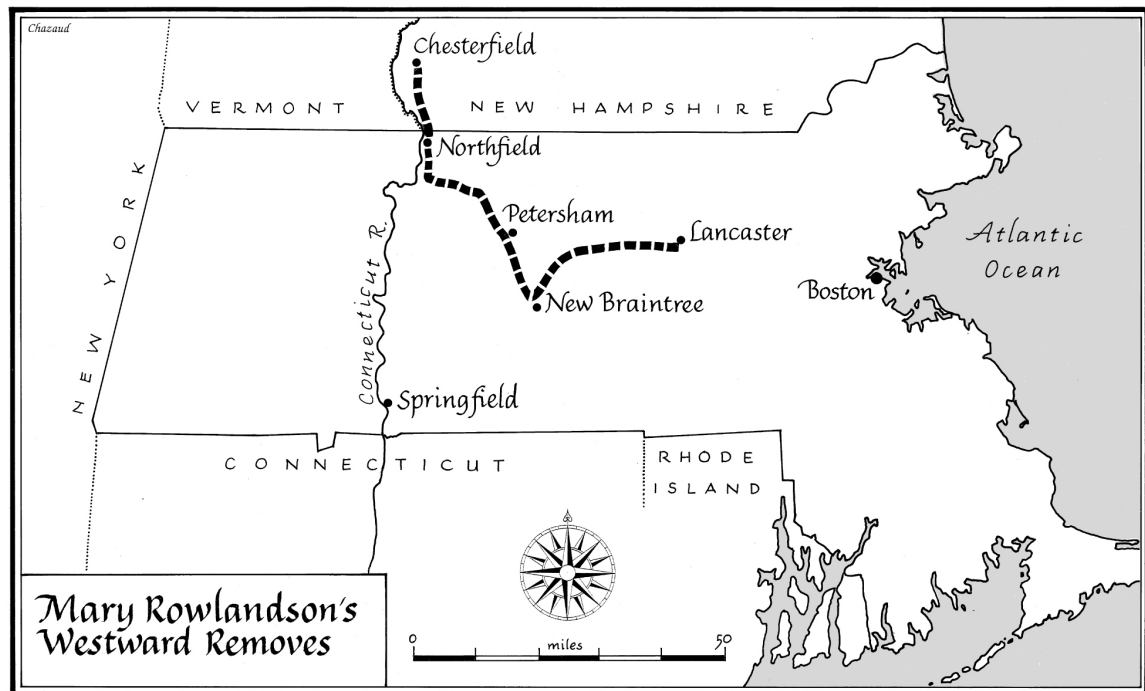 Chazaud
Chesterfield
VERMONT
NEW HAMPSHIRE
Northfield
NEW YORK
Petersham
Lancaster
Atlantic
Ocean
Boston
New Braintree
Connecticut R.
Springfield
CONNECTICUT
RHODE
ISLAND
Mary Rowlandson's
Westward Removes
0
miles
50